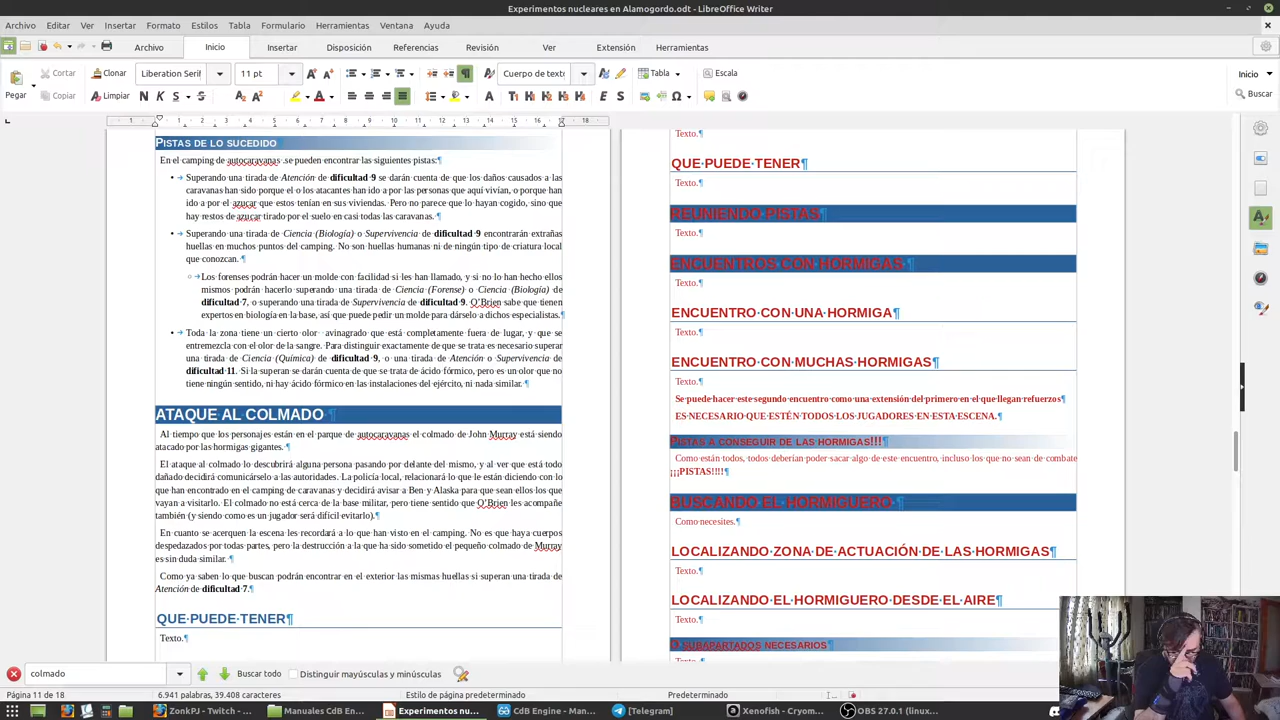 Experimentos nucleares en Alamogordo.odt - LibreOffice Writer
Archivo Editar Ver Insertar Formato Estilos Tabla Formulario Herramientas Ventana Ayuda
Archivo Inicio Insertar Disposición Referencias Revisión Ver Extensión Herramientas
Cortar Clonar Liberation Serif 11 pt Cuerpo de texto Tabla Escala Inicio
Pegar Copiar Limpiar Buscar
PISTAS DE LO SUCEDIDO
En el camping de autocaravanas .se pueden encontrar las siguientes pistas:¶
• Superando una tirada de Atención de dificultad 9 se darán cuenta de que los daños causados a las
caravanas han sido porque el o los atacantes han ido a por las personas que aquí vivían, o porque han
ido a por el azucar que estos tenían en sus viviendas. Pero no parece que lo hayan cogido, sino que
hay restos de azucar tirado por el suelo en casi todas las caravanas. ¶
• Superando una tirada de Ciencia (Biología) o Supervivencia de dificultad 9 encontrarán extrañas
huellas en muchos puntos del camping. No son huellas humanas ni de ningún tipo de criatura local
que conozcan. ¶
○ Los forenses podrán hacer un molde con facilidad si les han llamado, y si no lo han hecho ellos
mismos podrán hacerlo superando una tirada de Ciencia (Forense) o Ciencia (Biología) de
dificultad 7, o superando una tirada de Supervivencia de dificultad 9. O'Brien sabe que tienen
expertos en biología en la base, así que puede pedir un molde para dárselo a dichos especialistas.¶
• Toda la zona tiene un cierto olor avinagrado que está completamente fuera de lugar, y que se
entremezcla con el olor de la sangre. Para distinguir exactamente de que se trata es necesario superar
una tirada de Ciencia (Química) de dificultad 9, o una tirada de Atención o Supervivencia de
dificultad 11. Si la superan se darán cuenta de que se trata de ácido fórmico, pero es un olor que no
tiene ningún sentido, ni hay ácido fórmico en las instalaciones del ejército, ni nada similar. ¶
ATAQUE AL COLMADO ¶
Al tiempo que los personajes están en el parque de autocaravanas el colmado de John Murray está siendo
atacado por las hormigas gigantes. ¶
El ataque al colmado lo descubrirá alguna persona pasando por delante del mismo, y al ver que está todo
dañado decidirá comunicárselo a las autoridades. La policía local, relacionará lo que le están diciendo con lo
que han encontrado en el camping de caravanas y decidirá avisar a Ben y Alaska para que sean ellos los que
vayan a visitarlo. El colmado no está cerca de la base militar, pero tiene sentido que O'Brien les acompañe
también (y siendo como es un jugador será difícil evitarlo).¶
En cuanto se acerquen la escena les recordará a lo que han visto en el camping. No es que haya cuerpos
despedazados por todas partes, pero la destrucción a la que ha sido sometido el pequeño colmado de Murray
es sin duda similar. ¶
Como ya saben lo que buscan podrán encontrar en el exterior las mismas huellas si superan una tirada de
Atención de dificultad 7.¶
QUE·PUEDE·TENER¶
Texto.¶
Texto.¶
QUE·PUEDE·TENER¶
Texto.¶
REUNIENDO PISTAS¶
Texto.¶
ENCUENTROS CON HORMIGAS ¶
Texto.¶
ENCUENTRO·CON·UNA·HORMIGA¶
Texto.¶
ENCUENTRO·CON·MUCHAS·HORMIGAS¶
Texto.¶
Se puede hacer este segundo encuentro como una extensión del primero en el que llegan refuerzos¶
ES NECESARIO QUE ESTÉN TODOS LOS JUGADORES EN ESTA ESCENA.¶
PISTAS A CONSEGUIR DE LAS HORMIGAS!!!¶
Como están todos, todos deberían poder sacar algo de este encuentro, incluso los que no sean de combate
¡¡¡PISTAS!!!!¶
BUSCANDO EL HORMIGUERO ¶
Como necesites.¶
LOCALIZANDO·ZONA·DE·ACTUACIÓN·DE·LAS·HORMIGAS¶
Texto.¶
LOCALIZANDO·EL·HORMIGUERO·DESDE·EL·AIRE¶
Texto.¶
O SUBAPARTADOS NECESARIOS¶
Texto.¶
colmado Buscar todo Distinguir mayúsculas y minúsculas
Página 11 de 18 6.941 palabras, 39.408 caracteres Estilo de página predeterminado Predeterminado
ZonkPJ - Twitch - ... Manuales CdB En... Experimentos nu... CdB Engine - Man... [Telegram] Xenofish - Cryom... OBS 27.0.1 (linux...